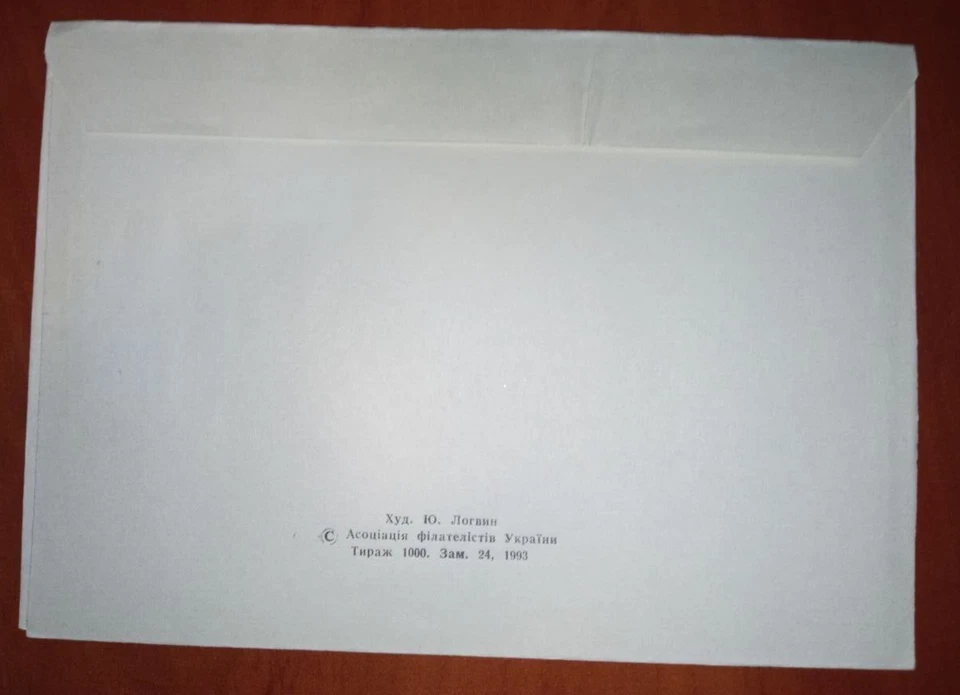 Худ. Ю. Логвин
© Асоціація філателістів України
Тираж 1000. Зам. 24, 1993